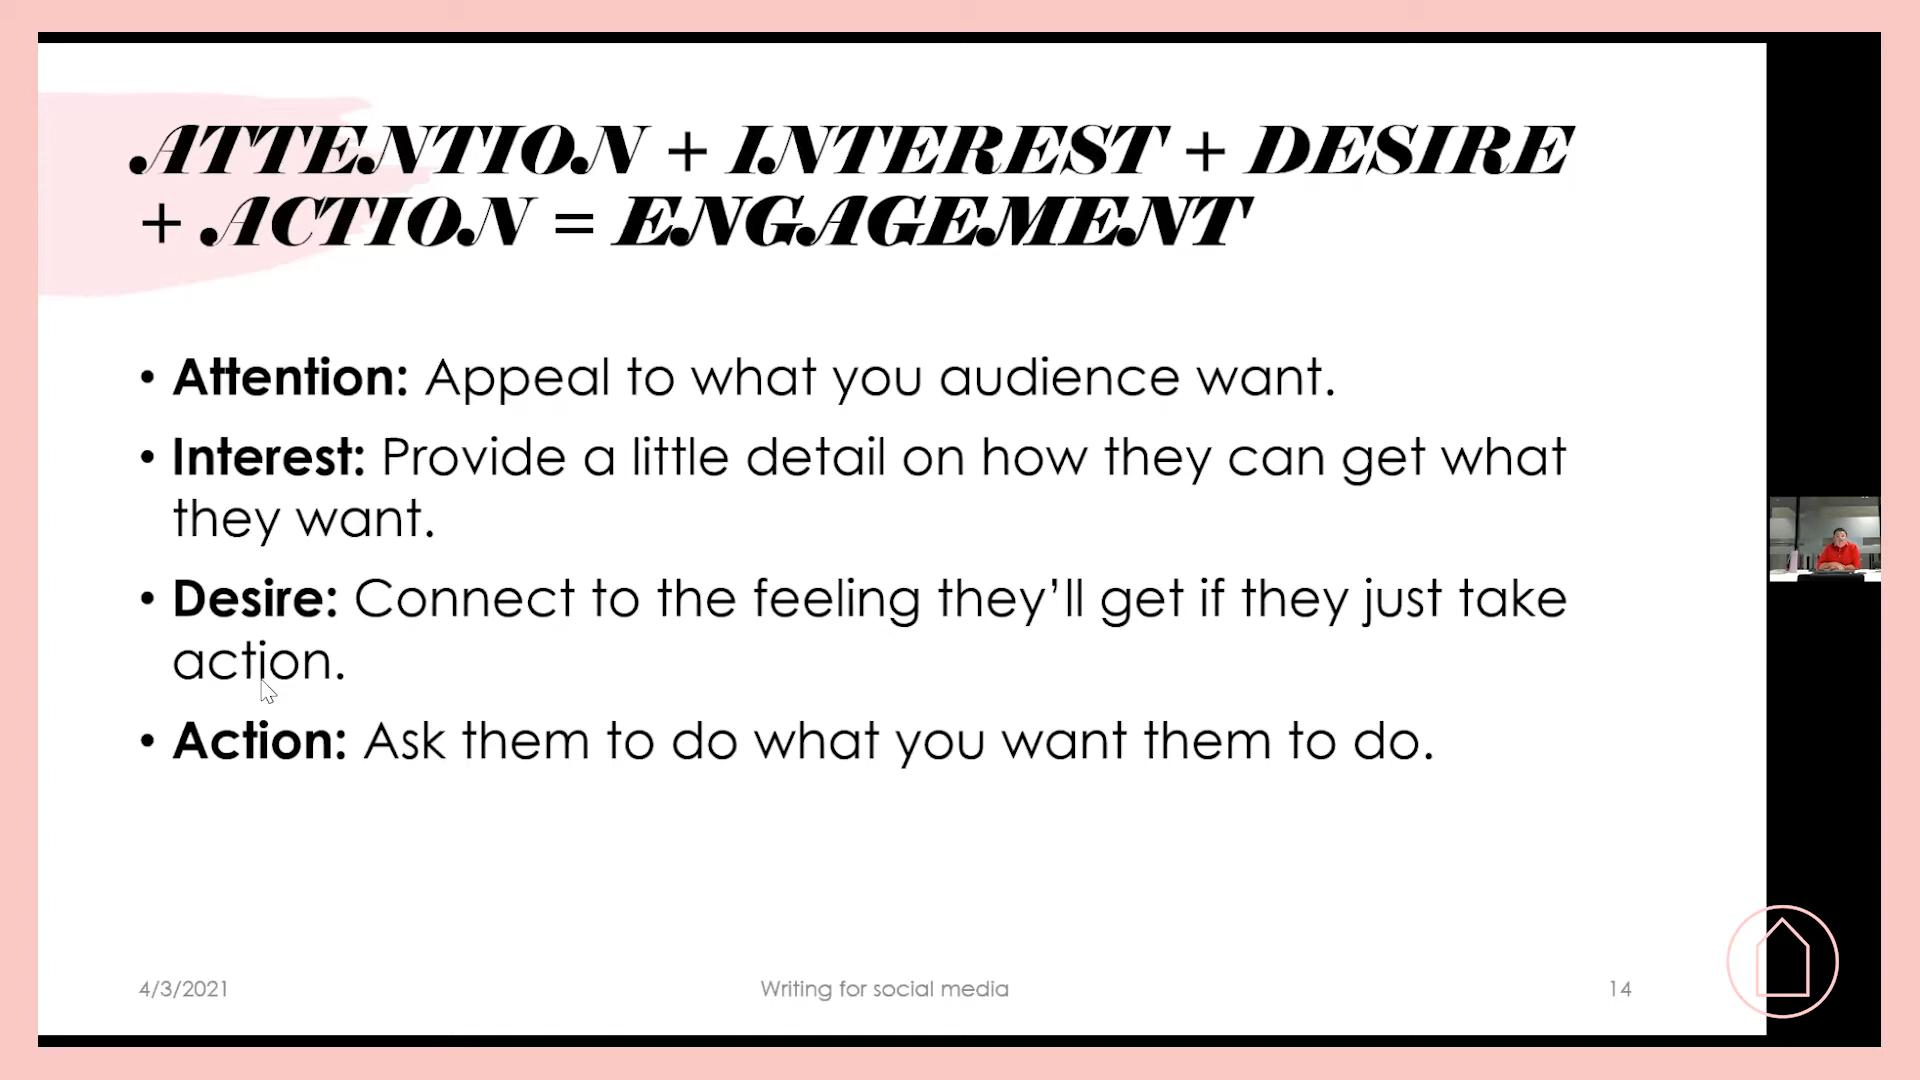 ATTENTION + INTEREST + DESIRE
+ ACTION = ENGAGEMENT
• Attention: Appeal to what you audience want.
• Interest: Provide a little detail on how they can get what
they want.
• Desire: Connect to the feeling they’ll get if they just take
action.
• Action: Ask them to do what you want them to do.
4/3/2021
Writing for social media
14